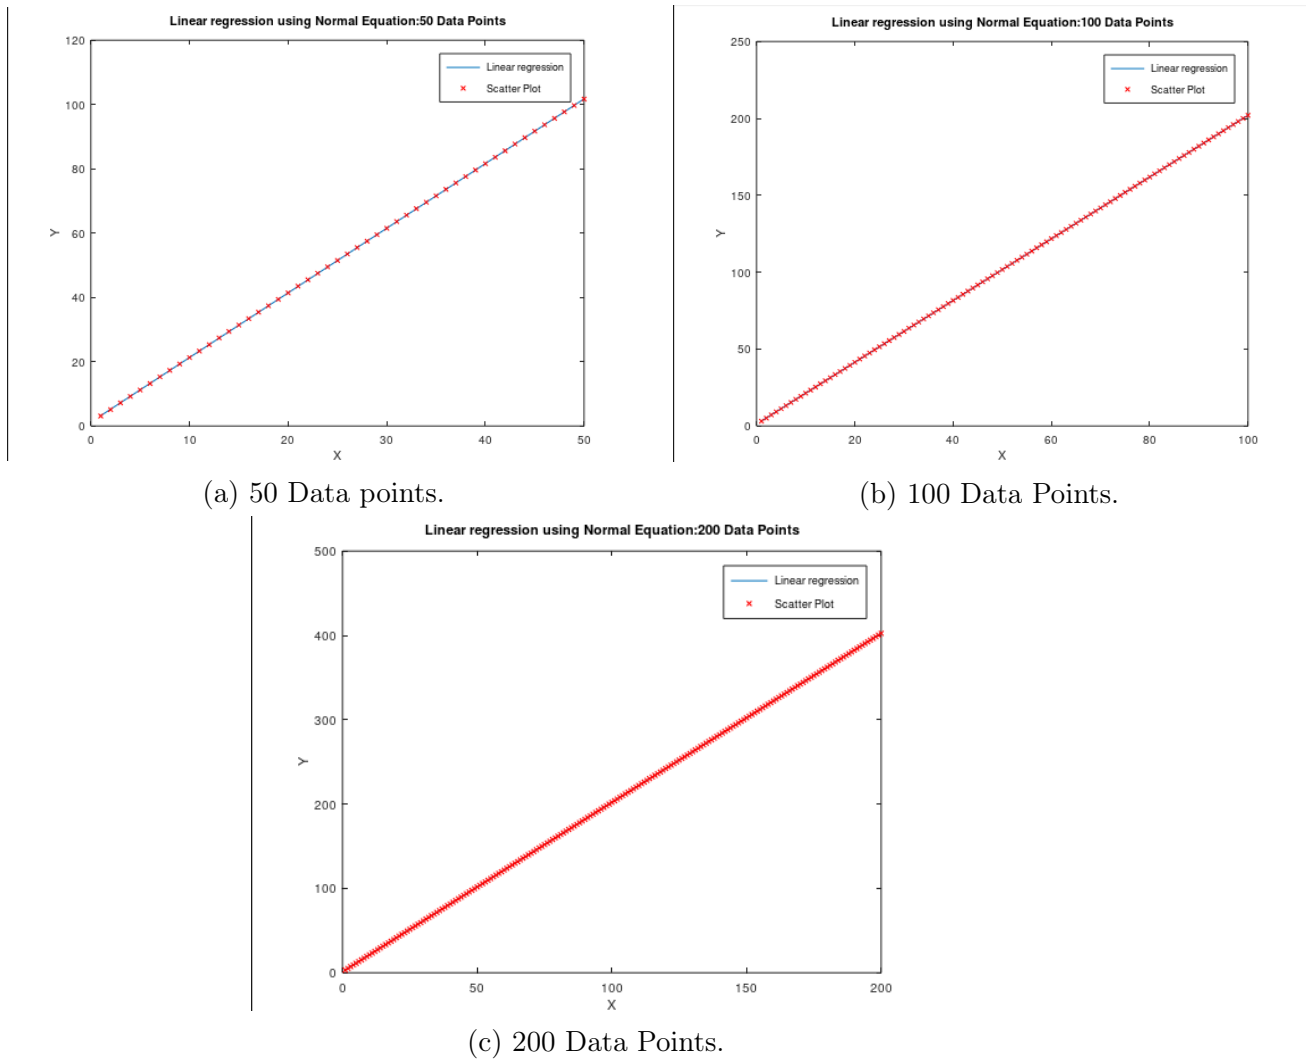 Linear regression using Normal Equation:50 Data Points
120
100
80
60
40
20
0
Y
Linear regression
Scatter Plot
0 10 20 30 40 50
X
(a) 50 Data points.
Linear regression using Normal Equation:100 Data Points
250
200
150
100
50
0
Y
Linear regression
Scatter Plot
0 20 40 60 80 100
X
(b) 100 Data Points.
Linear regression using Normal Equation:200 Data Points
500
400
300
200
100
0
Y
Linear regression
Scatter Plot
0 50 100 150 200
X
(c) 200 Data Points.